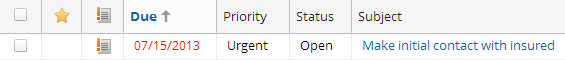 Due Priority Status Subject
07/15/2013 Urgent Open Make initial contact with insured